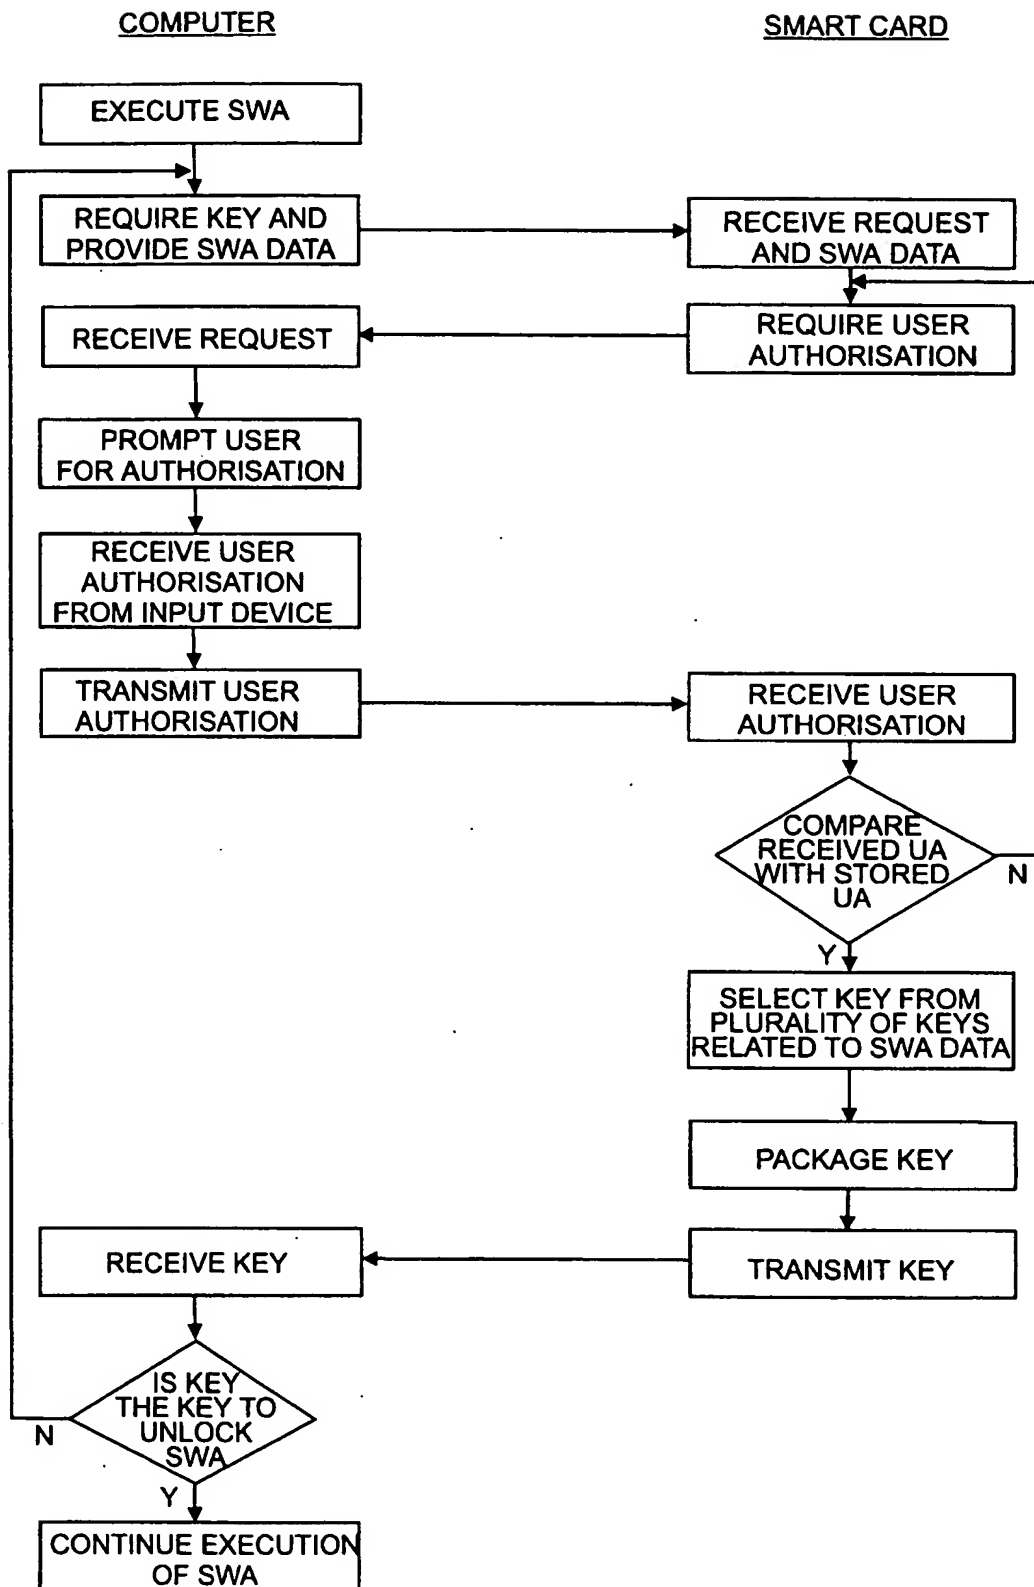 COMPUTER
SMART CARD
EXECUTE SWA
REQUIRE KEY AND
PROVIDE SWA DATA
RECEIVE REQUEST
AND SWA DATA
RECEIVE REQUEST
REQUIRE USER
AUTHORISATION
PROMPT USER
FOR AUTHORISATION
RECEIVE USER
AUTHORISATION
FROM INPUT DEVICE
TRANSMIT USER
AUTHORISATION
RECEIVE USER
AUTHORISATION
COMPARE
RECEIVED UA
WITH STORED
UA
N
Y
SELECT KEY FROM
PLURALITY OF KEYS
RELATED TO SWA DATA
PACKAGE KEY
TRANSMIT KEY
RECEIVE KEY
IS KEY
THE KEY TO
UNLOCK
SWA
N
Y
CONTINUE EXECUTION
OF SWA